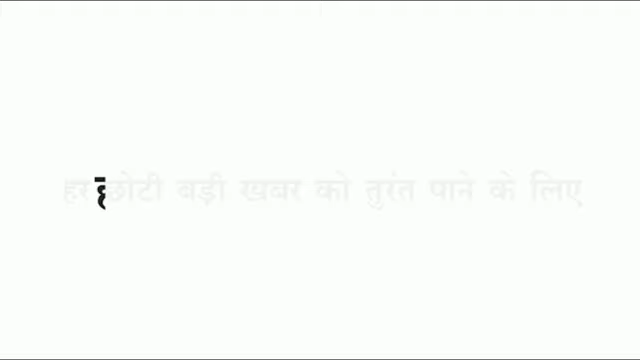 हर छोटी बड़ी खबर को तुरंत पाने के लिए